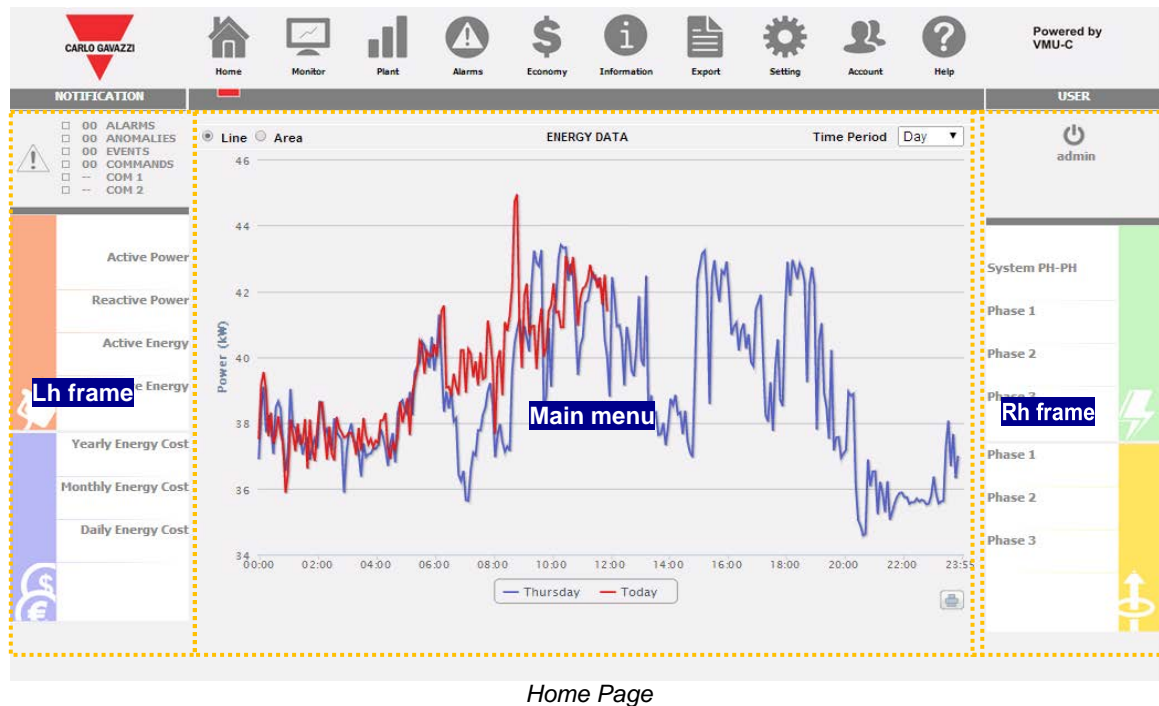 CARLO GAVAZZI
Home Monitor Plant Alarms Economy Information Export Setting Account Help
Powered by
VMU-C
NOTIFICATION
USER
00 ALARMS
00 ANOMALIES
00 EVENTS
00 COMMANDS
-- COM 1
-- COM 2
Line Area
ENERGY DATA
Time Period Day
admin
Active Power
Reactive Power
Active Energy
Energy
Lh frame
Yearly Energy Cost
Monthly Energy Cost
Daily Energy Cost
Power (kW)
46
44
42
40
38
36
34
00:00 02:00 04:00 06:00 08:00 10:00 12:00 14:00 16:00 18:00 20:00 22:00 23:55
Main menu
Thursday Today
System PH-PH
Phase 1
Phase 2
Phase 3
Rh frame
Phase 1
Phase 2
Phase 3
Home Page